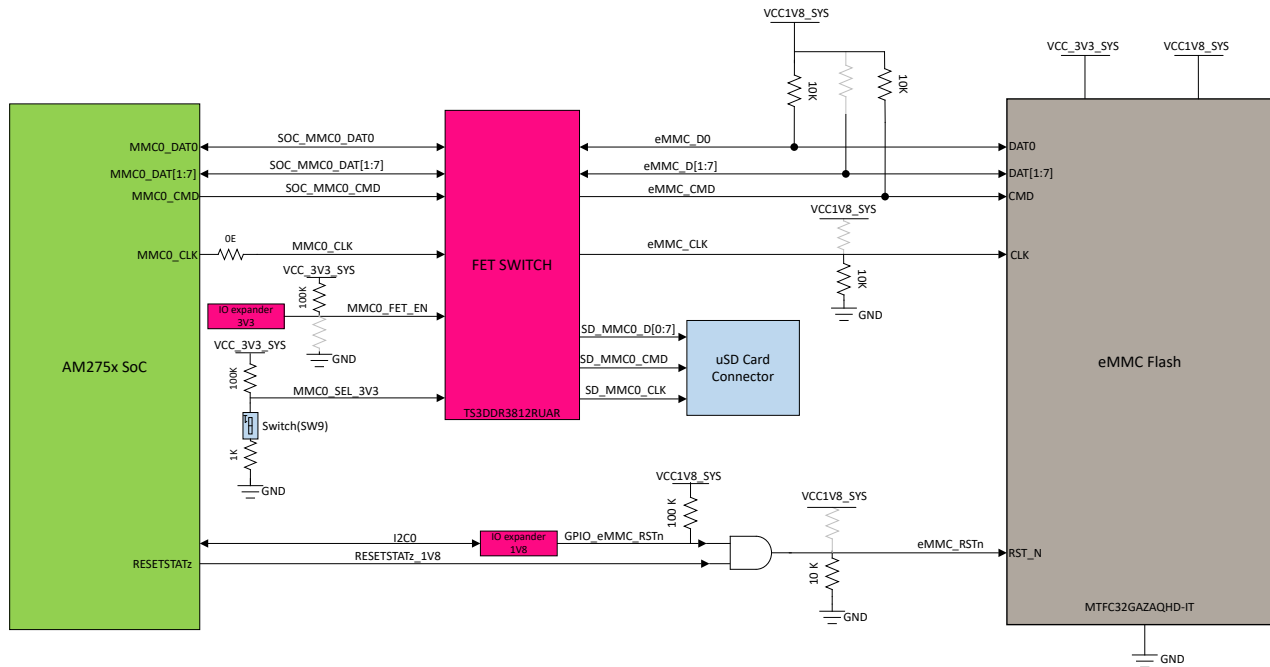 VCC1V8_SYS
VCC_3V3_SYS
VCC1V8_SYS
10K
10K
MMC0_DAT0
SOC_MMC0_DAT0
eMMC_D0
DAT0
MMC0_DAT[1:7]
SOC_MMC0_DAT[1:7]
eMMC_D[1:7]
DAT[1:7]
MMC0_CMD
SOC_MMC0_CMD
eMMC_CMD
CMD
VCC1V8_SYS
0E
MMC0_CLK
MMC0_CLK
eMMC_CLK
CLK
FET SWITCH
VCC_3V3_SYS
100K
10K
IO expander
3V3
MMC0_FET_EN
GND
GND
SD_MMC0_D[0:7]
VCC_3V3_SYS
uSD Card
Connector
AM275x SoC
SD_MMC0_CMD
eMMC Flash
100K
MMC0_SEL_3V3
SD_MMC0_CLK
TS3DDR3812RUAR
Switch(SW9)
1K
GND
VCC1V8_SYS
VCC1V8_SYS
100 K
I2C0
IO expander
1V8
GPIO_eMMC_RSTn
RESETSTATz
RESETSTATz_1V8
eMMC_RSTn
RST_N
10 K
GND
MTFC32GAZAQHD-IT
GND